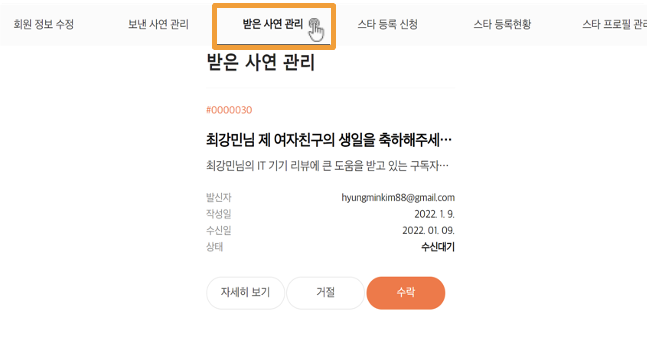 회원 정보 수정 보낸 사연 관리 받은 사연 관리 스타 등록 신청 스타 등록현황 스타 프로필 관리
받은 사연 관리
#0000030
최강민님 제 여자친구의 생일을 축하해주세…
최강민님의 IT 기기 리뷰에 큰 도움을 받고 있는 구독자…
발신자 hyungminkim88@gmail.com
작성일 2022. 1. 9.
수신일 2022. 01. 09.
상태 수신대기
자세히 보기 거절 수락